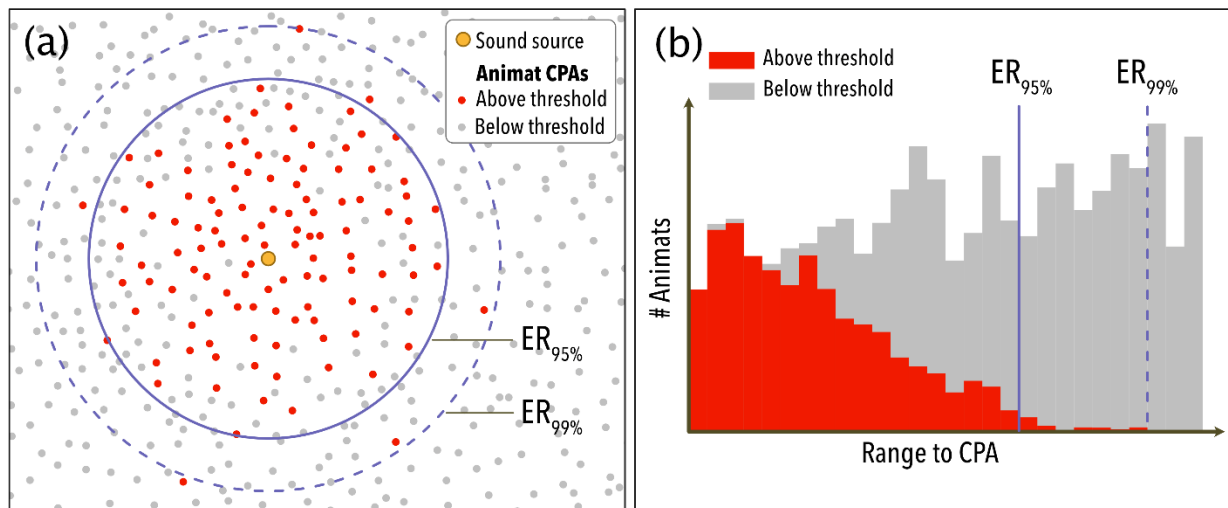 (a)
Sound source
Animat CPAs
Above threshold
Below threshold
ER95%
ER99%
(b)
Above threshold
Below threshold
ER95%
ER99%
# Animats
Range to CPA